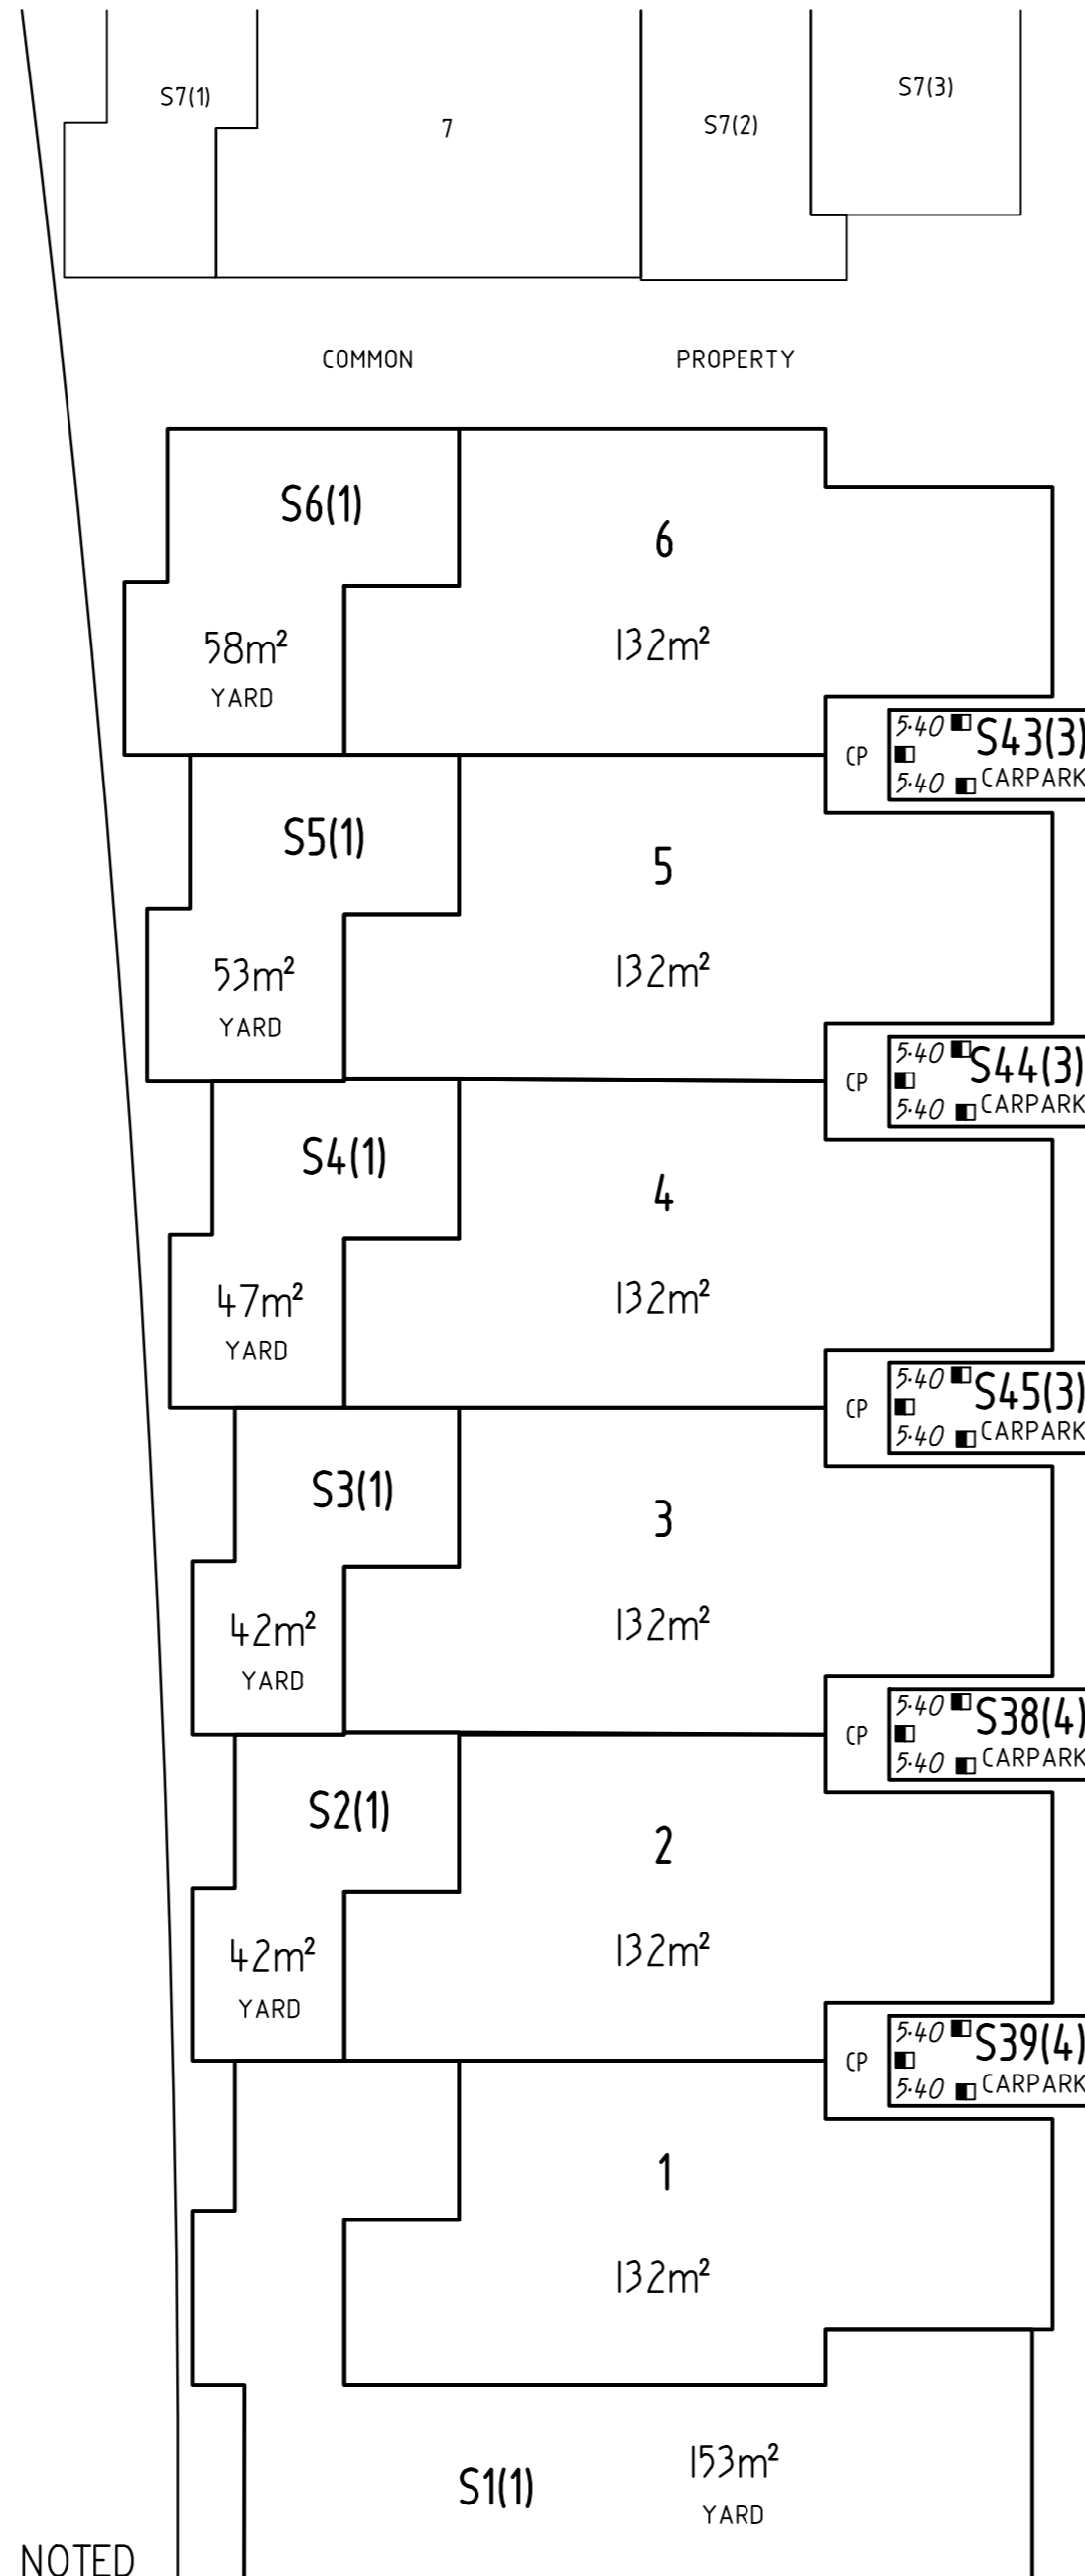 S7(1)
7
S7(2)
S7(3)
COMMON PROPERTY
S6(1)
6
58m²
YARD
132m²
5·40 S43(3)
CP
5·40 CARPARK
S5(1)
5
53m²
YARD
132m²
5·40 S44(3)
CP
5·40 CARPARK
S4(1)
4
47m²
YARD
132m²
5·40 S45(3)
CP
5·40 CARPARK
S3(1)
3
42m²
YARD
132m²
5·40 S38(4)
CP
5·40 CARPARK
S2(1)
2
42m²
YARD
132m²
5·40 S39(4)
CP
5·40 CARPARK
1
132m²
S1(1)
153m²
YARD
NOTED